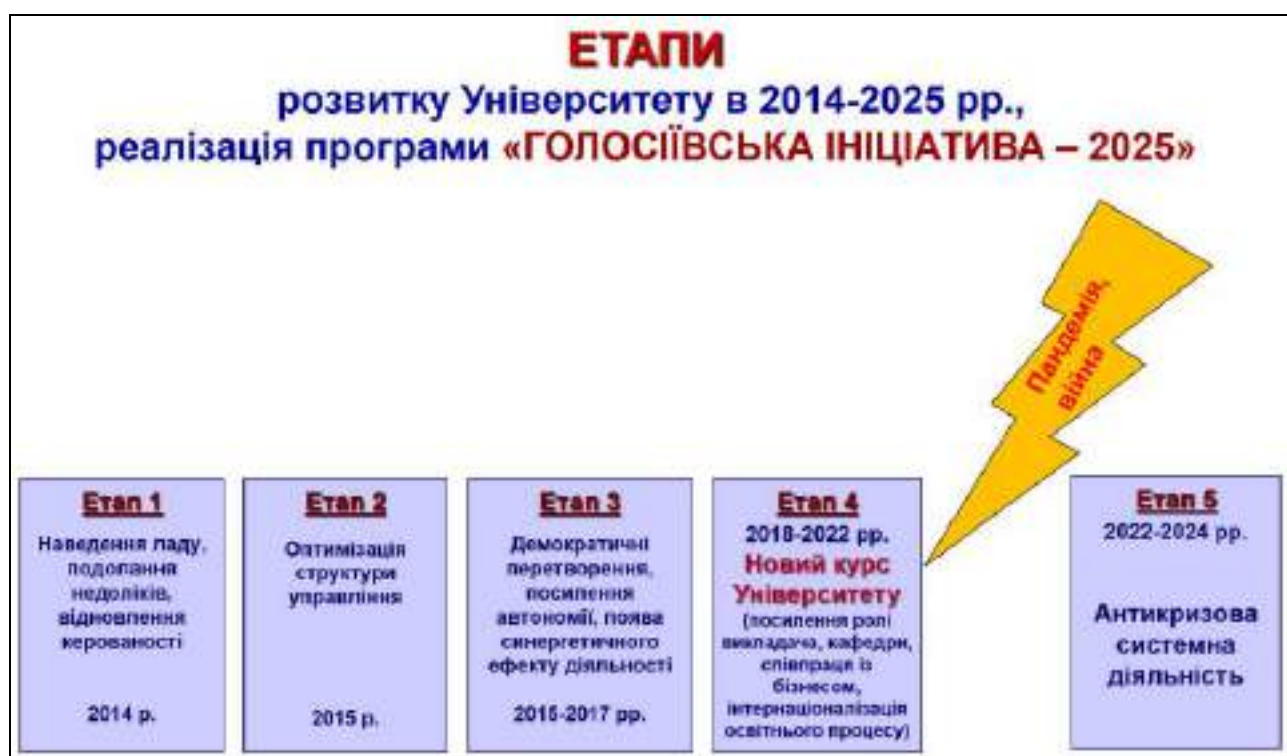 ЕТАПИ
розвитку Університету в 2014-2025 рр.,
реалізація програми «ГОЛОСІЇВСЬКА ІНІЦІАТИВА – 2025»
Пандемія,
війна
Етап 1
Наведення ладу,
подолання
недоліків,
відновлення
керованості
2014 р.
Етап 2
Оптимізація
структури
управління
2015 р.
Етап 3
Демократичні
перетворення,
посилення
автономії, поява
синергетичного
ефекту діяльності
2015-2017 рр.
Етап 4
2018-2022 рр.
Новий курс
Університету
(посилення ролі
викладача, кафедри,
співпраця із
бізнесом,
інтернаціоналізація
освітнього процесу)
Етап 5
2022-2024 рр.
Антикризова
системна
діяльність